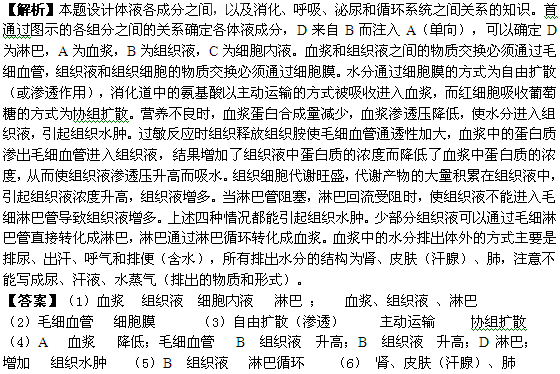 【解析】本题设计体液各成分之间，以及消化、呼吸、泌尿和循环系统之间关系的知识。首
通过图示的各组分之间的关系确定各体液成分，D 来自 B 而注入 A（单向），可以确定 D
为淋巴，A 为血浆，B 为组织液，C 为细胞内液。血浆和组织液之间的物质交换必须通过毛
细血管，组织液和组织细胞的物质交换必须通过细胞膜。水分通过细胞膜的方式为自由扩散
（或渗透作用），消化道中的氨基酸以主动运输的方式被吸收进入血浆，而红细胞吸收葡萄
糖的方式为协组扩散。营养不良时，血浆蛋白合成量减少，血浆渗透压降低，使水分进入组
织液，引起组织水肿。过敏反应时组织释放组织胺使毛细血管通透性加大，血浆中的蛋白质
渗出毛细血管进入组织液，结果增加了组织液中蛋白质的浓度而降低了血浆中蛋白质的浓
度，从而使组织液渗透压升高而吸水。组织细胞代谢旺盛，代谢产物的大量积累在组织液中，
引起组织液浓度升高，组织液增多。当淋巴管阻塞，淋巴回流受阻时，使组织液不能进入毛
细淋巴管导致组织液增多。上述四种情况都能引起组织水肿。少部分组织液可以通过毛细淋
巴管直接转化成淋巴，淋巴通过淋巴循环转化成血浆。血浆中的水分排出体外的方式主要是
排尿、出汗、呼气和排便（含水），所有排出水分的结构为肾、皮肤（汗腺）、肺，注意不
能写成尿、汗液、水蒸气（排出的物质和形式）。
【答案】（1）血浆 组织液 细胞内液 淋巴 ； 血浆、组织液 、淋巴
（2）毛细血管 细胞膜 （3）自由扩散（渗透） 主动运输 协组扩散
（4）A 血浆 降低；毛细血管 B 组织液 升高；B 组织液 升高；D 淋巴；
增加 组织水肿 （5）B 组织液 淋巴循环 （6） 肾、皮肤（汗腺）、肺